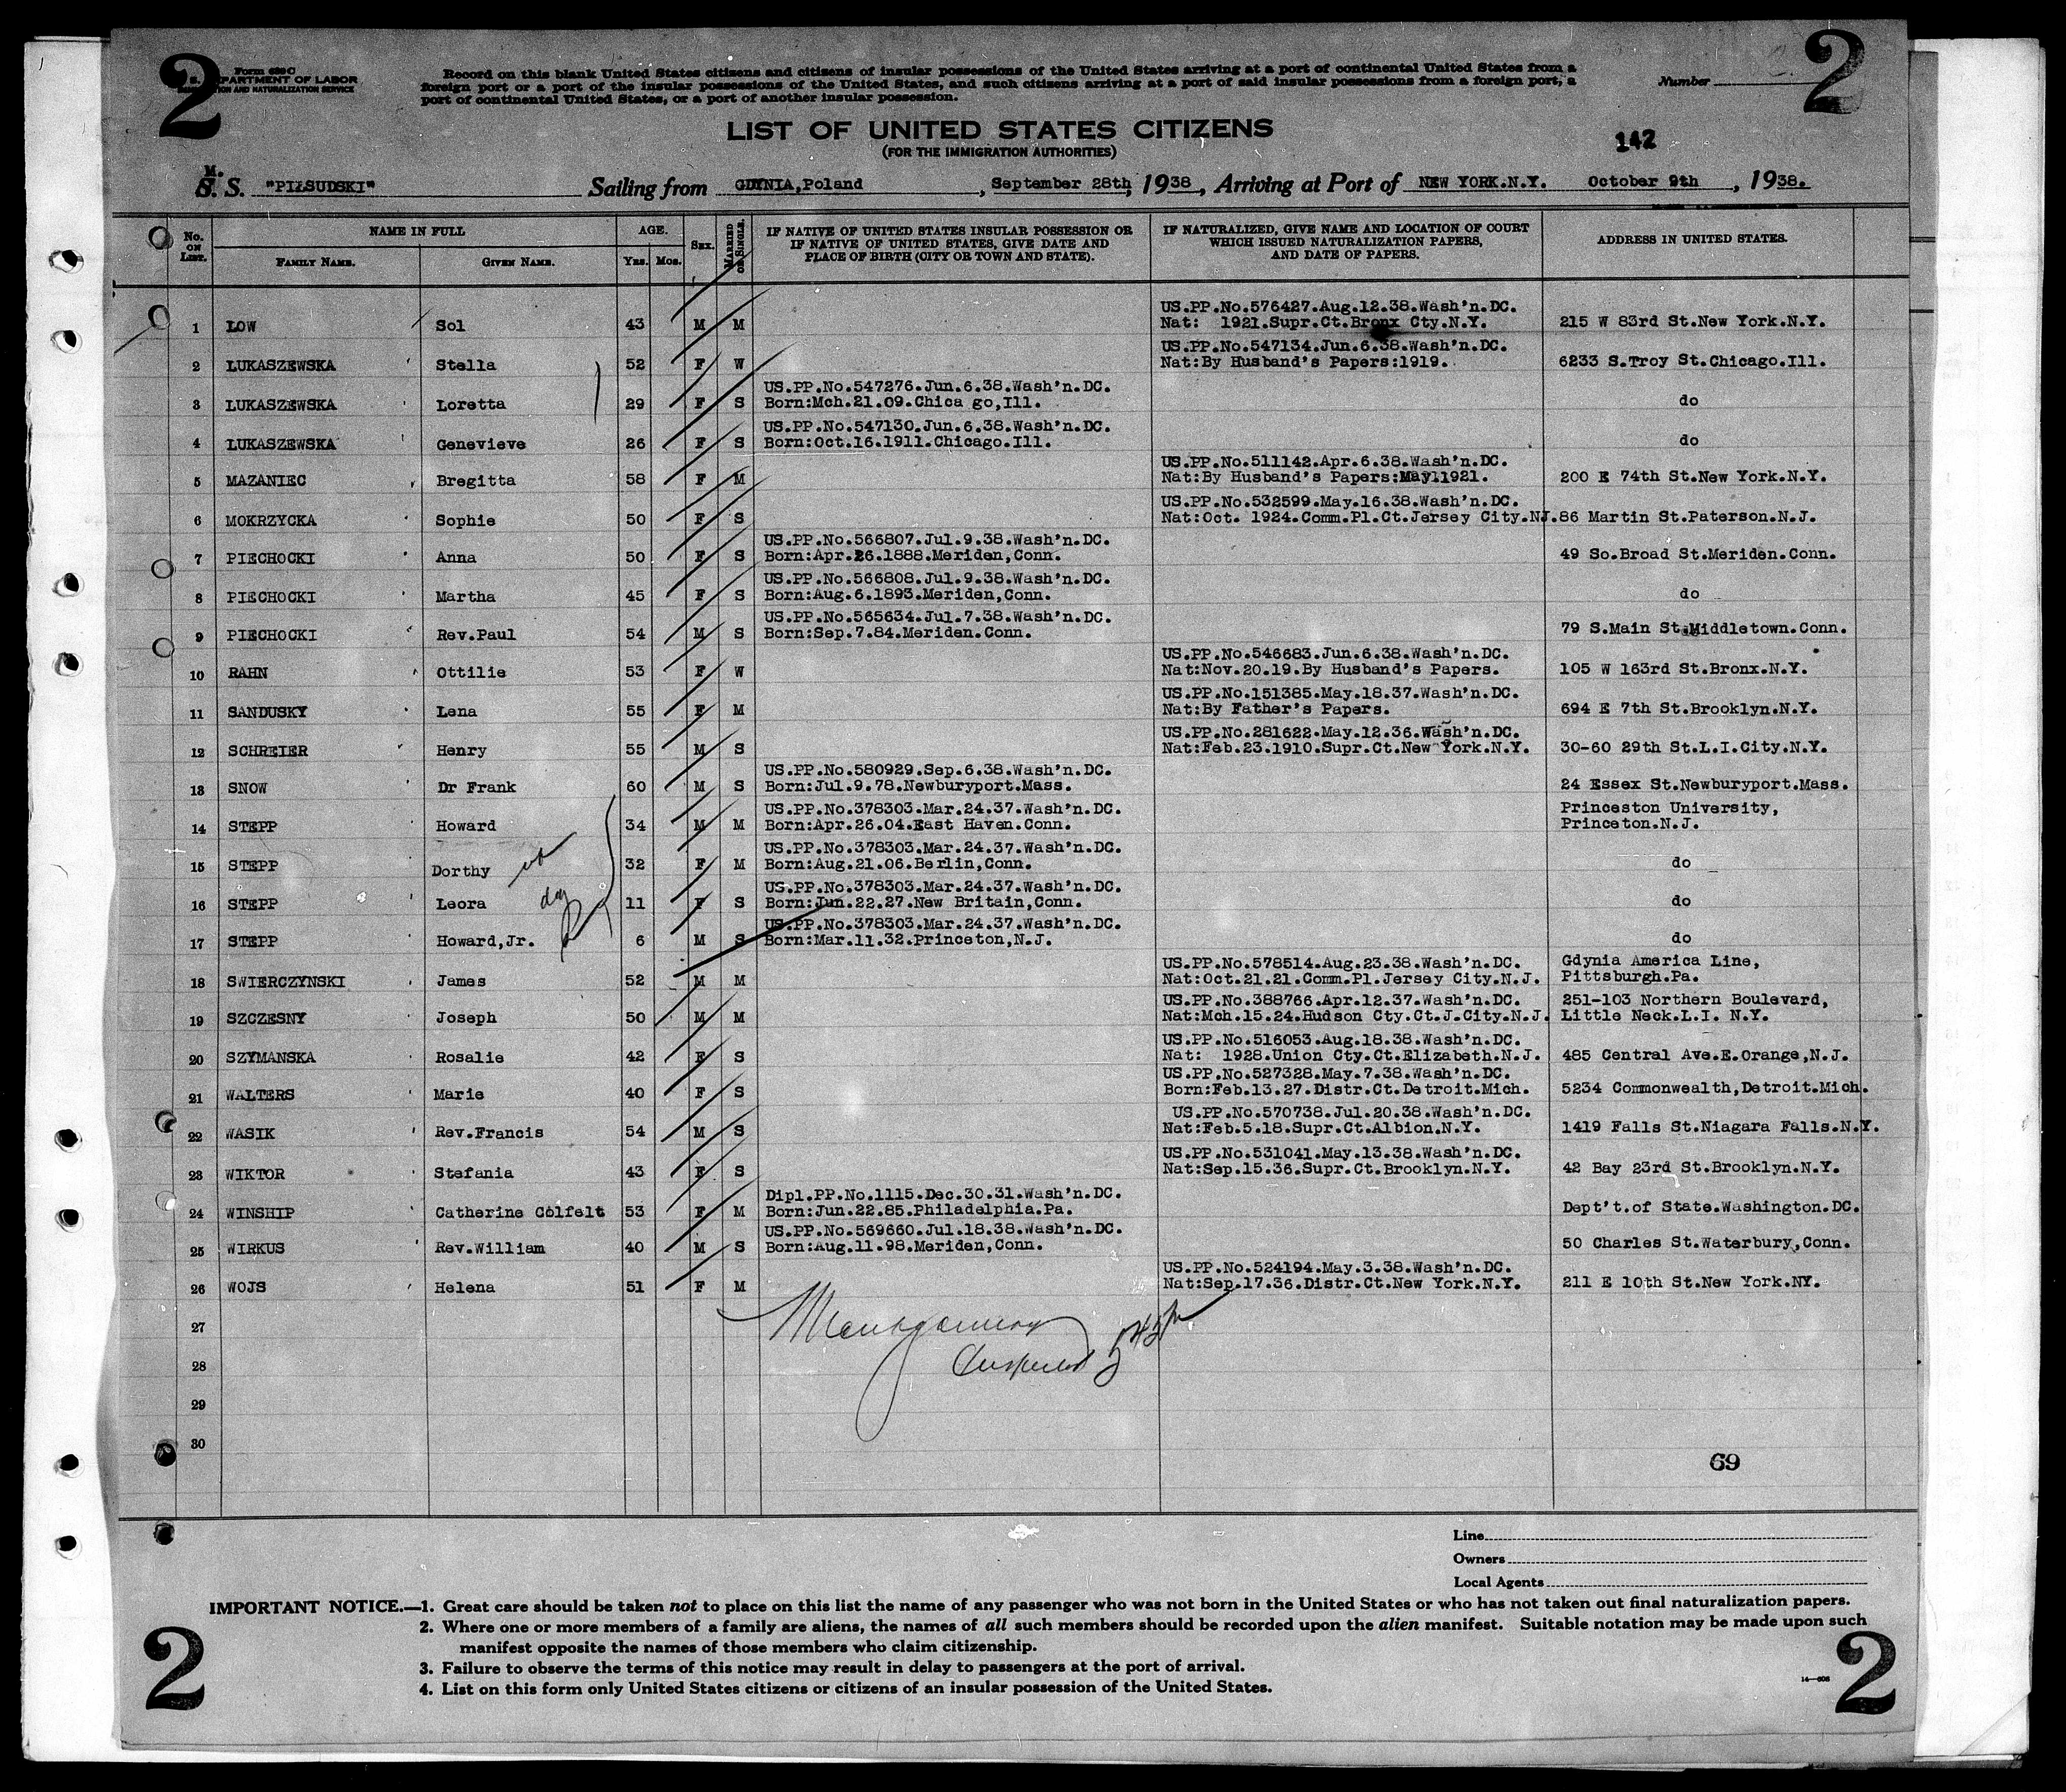 2
2
Form 630 C
U. S. DEPARTMENT OF LABOR
IMMIGRATION AND NATURALIZATION SERVICE
Record on this blank United States citizens and citizens of insular possessions of the United States arriving at a port of continental United States from a
foreign port or a port of the insular possessions of the United States, and such citizens arriving at a port of said insular possessions from a foreign port, a
port of continental United States, or a port of another insular possession.
Number
LIST OF UNITED STATES CITIZENS
(FOR THE IMMIGRATION AUTHORITIES)
142
M. S. "PIŁSUDSKI" Sailing from GDYNIA,Poland , September 28th, 1938 , Arriving at Port of NEW YORK.N.Y. October 9th , 1938.
No. ON LIST. NAME IN FULL FAMILY NAME. GIVEN NAME. AGE. YRS. MOS. SEX. MARRIED OR SINGLE. IF NATIVE OF UNITED STATES INSULAR POSSESSION OR IF NATIVE OF UNITED STATES, GIVE DATE AND PLACE OF BIRTH (CITY OR TOWN AND STATE). IF NATURALIZED, GIVE NAME AND LOCATION OF COURT WHICH ISSUED NATURALIZATION PAPERS, AND DATE OF PAPERS. ADDRESS IN UNITED STATES.
US.PP.No.576427.Aug.12.38.Wash'n.DC.
1 LOW Sol 43 M M Nat: 1921.Supr.Ct.Bronx Cty.N.Y. 215 W 83rd St.New York.N.Y.
US.PP.No.547134.Jun.6.38.Wash'n.DC.
2 LUKASZEWSKA Stella 52 F W Nat:By Husband's Papers:1919. 6233 S.Troy St.Chicago.Ill.
US.PP.No.547276.Jun.6.38.Wash'n.DC.
3 LUKASZEWSKA Loretta 29 F S Born:Mch.21.09.Chica go,Ill. do
US.PP.No.547130.Jun.6.38.Wash'n.DC.
4 LUKASZEWSKA Genevieve 26 F S Born:Oct.16.1911.Chicago.Ill. do
US.PP.No.511142.Apr.6.38.Wash'n.DC.
5 MAZANIEC Bregitta 58 F M Nat:By Husband's Papers:May.1921. 200 E 74th St.New York.N.Y.
US.PP.No.532599.May.16.38.Wash'n.DC.
6 MOKRZYCKA Sophie 50 F S Nat:Oct. 1924.Comm.Pl.Ct.Jersey City.NJ. 86 Martin St.Paterson.N.J.
US.PP.No.566807.Jul.9.38.Wash'n.DC.
7 PIECHOCKI Anna 50 F S Born:Apr.26.1888.Meriden,Conn. 49 So.Broad St.Meriden.Conn.
US.PP.No.566808.Jul.9.38.Wash'n.DC.
8 PIECHOCKI Martha 45 F S Born:Aug.6.1893.Meriden,Conn. do
US.PP.No.565634.Jul.7.38.Wash'n.DC.
9 PIECHOCKI Rev.Paul 54 M S Born:Sep.7.84.Meriden.Conn. 79 S.Main St.Middletown.Conn.
US.PP.No.546683.Jun.6.38.Wash'n.DC.
10 RAHN Ottilie 53 F W Nat:Nov.20.19.By Husband's Papers. 105 W 163rd St.Bronx.N.Y.
US.PP.No.151385.May.18.37.Wash'n.DC.
11 SANDUSKY Lena 55 F M Nat:By Father's Papers. 694 E 7th St.Brooklyn.N.Y.
US.PP.No.281622.May.12.36.Wash'n.DC.
12 SCHREIER Henry 55 M S Nat:Feb.23.1910.Supr.Ct.New York.N.Y. 30-60 29th St.L.I.City.N.Y.
US.PP.No.580929.Sep.6.38.Wash'n.DC.
13 SNOW Dr Frank 60 M S Born:Jul.9.78.Newburyport.Mass. 24 Essex St.Newburyport.Mass.
US.PP.No.378303.Mar.24.37.Wash'n.DC. Princeston University,
14 STEPP Howard 34 M M Born:Apr.26.04.East Haven.Conn. Princeton.N.J.
US.PP.No.378303.Mar.24.37.Wash'n.DC.
15 STEPP Dorthy 32 F M Born:Aug.21.06.Berlin,Conn. do
US.PP.No.378303.Mar.24.37.Wash'n.DC.
16 STEPP Leora 11 F S Born:Jun.22.27.New Britain,Conn. do
US.PP.No.378303.Mar.24.37.Wash'n.DC.
17 STEPP Howard,Jr. 6 M S Born:Mar.11.32.Princeton,N.J. do
US.PP.No.578514.Aug.23.38.Wash'n.DC. Gdynia America Line,
18 SWIERCZYNSKI James 52 M M Nat:Oct.21.21.Comm.Pl.Jersey City.N.J. Pittsburgh.Pa.
US.PP.No.388766.Apr.12.37.Wash'n.DC. 251-103 Northern Boulevard,
19 SZCZESNY Joseph 50 M M Nat:Mch.15.24.Hudson Cty.Ct.J.City.N.J. Little Neck.L.I. N.Y.
US.PP.No.516053.Aug.18.38.Wash'n.DC.
20 SZYMANSKA Rosalie 42 F S Nat: 1928.Union Cty.Ct.Elizabeth.N.J. 485 Central Ave.E.Orange,N.J.
US.PP.No.527328.May.7.38.Wash'n.DC.
21 WALTERS Marie 40 F S Born:Feb.13.27.Distr.Ct.Detroit.Mich. 5234 Commonwealth,Detroit.Mich.
US.PP.No.570738.Jul.20.38.Wash'n.DC.
22 WASIK Rev.Francis 54 M S Nat:Feb.5.18.Supr.Ct.Albion.N.Y. 1419 Falls St.Niagara Falls.N.Y.
US.PP.No.531041.May.13.38.Wash'n.DC.
23 WIKTOR Stefania 43 F S Nat:Sep.15.36.Supr.Ct.Brooklyn.N.Y. 42 Bay 23rd St.Brooklyn.N.Y.
Dipl.PP.No.1115.Dec.30.31.Wash'n.DC.
24 WINSHIP Catherine Colfelt 53 F M Born:Jun.22.85.Philadelphia.Pa. Dept't.of State.Washington.DC.
US.PP.No.569660.Jul.18.38.Wash'n.DC.
25 WIRKUS Rev.William 40 M S Born:Aug.11.98.Meriden,Conn. 50 Charles St.Waterbury,Conn.
US.PP.No.524194.May.3.38.Wash'n.DC.
26 WOJS Helena 51 F M Nat:Sep.17.36.Distr.Ct.New York.N.Y. 211 E 10th St.New York.NY.
27
Montgomery
28
29
30
69
Line
Owners
Local Agents
IMPORTANT NOTICE.—1. Great care should be taken not to place on this list the name of any passenger who was not born in the United States or who has not taken out final naturalization papers.
2. Where one or more members of a family are aliens, the names of all such members should be recorded upon the alien manifest. Suitable notation may be made upon such
manifest opposite the names of those members who claim citizenship.
3. Failure to observe the terms of this notice may result in delay to passengers at the port of arrival.
4. List on this form only United States citizens or citizens of an insular possession of the United States.
2
2